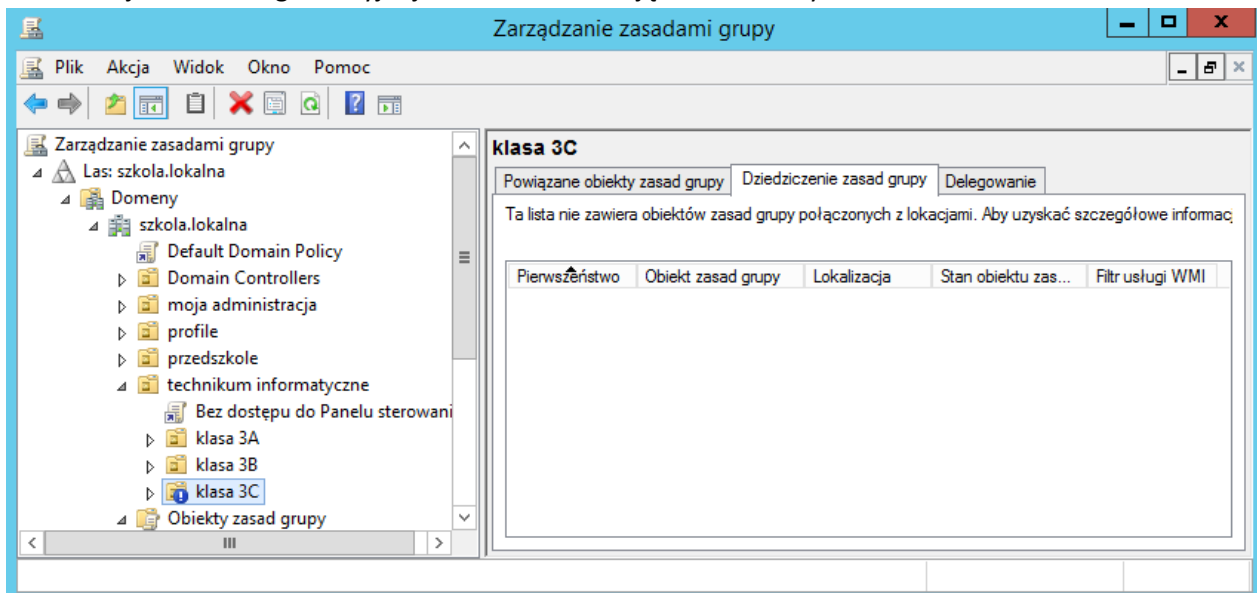 Zarządzanie zasadami grupy
Plik Akcja Widok Okno Pomoc
Zarządzanie zasadami grupy
Las: szkola.lokalna
Domeny
szkola.lokalna
Default Domain Policy
Domain Controllers
moja administracja
profile
przedszkole
technikum informatyczne
Bez dostępu do Panelu sterowani
klasa 3A
klasa 3B
klasa 3C
Obiekty zasad grupy
klasa 3C
Powiązane obiekty zasad grupy Dziedziczenie zasad grupy Delegowanie
Ta lista nie zawiera obiektów zasad grupy połączonych z lokacjami. Aby uzyskać szczegółowe informac
Pierwszeństwo Obiekt zasad grupy Lokalizacja Stan obiektu zas... Filtr usługi WMI